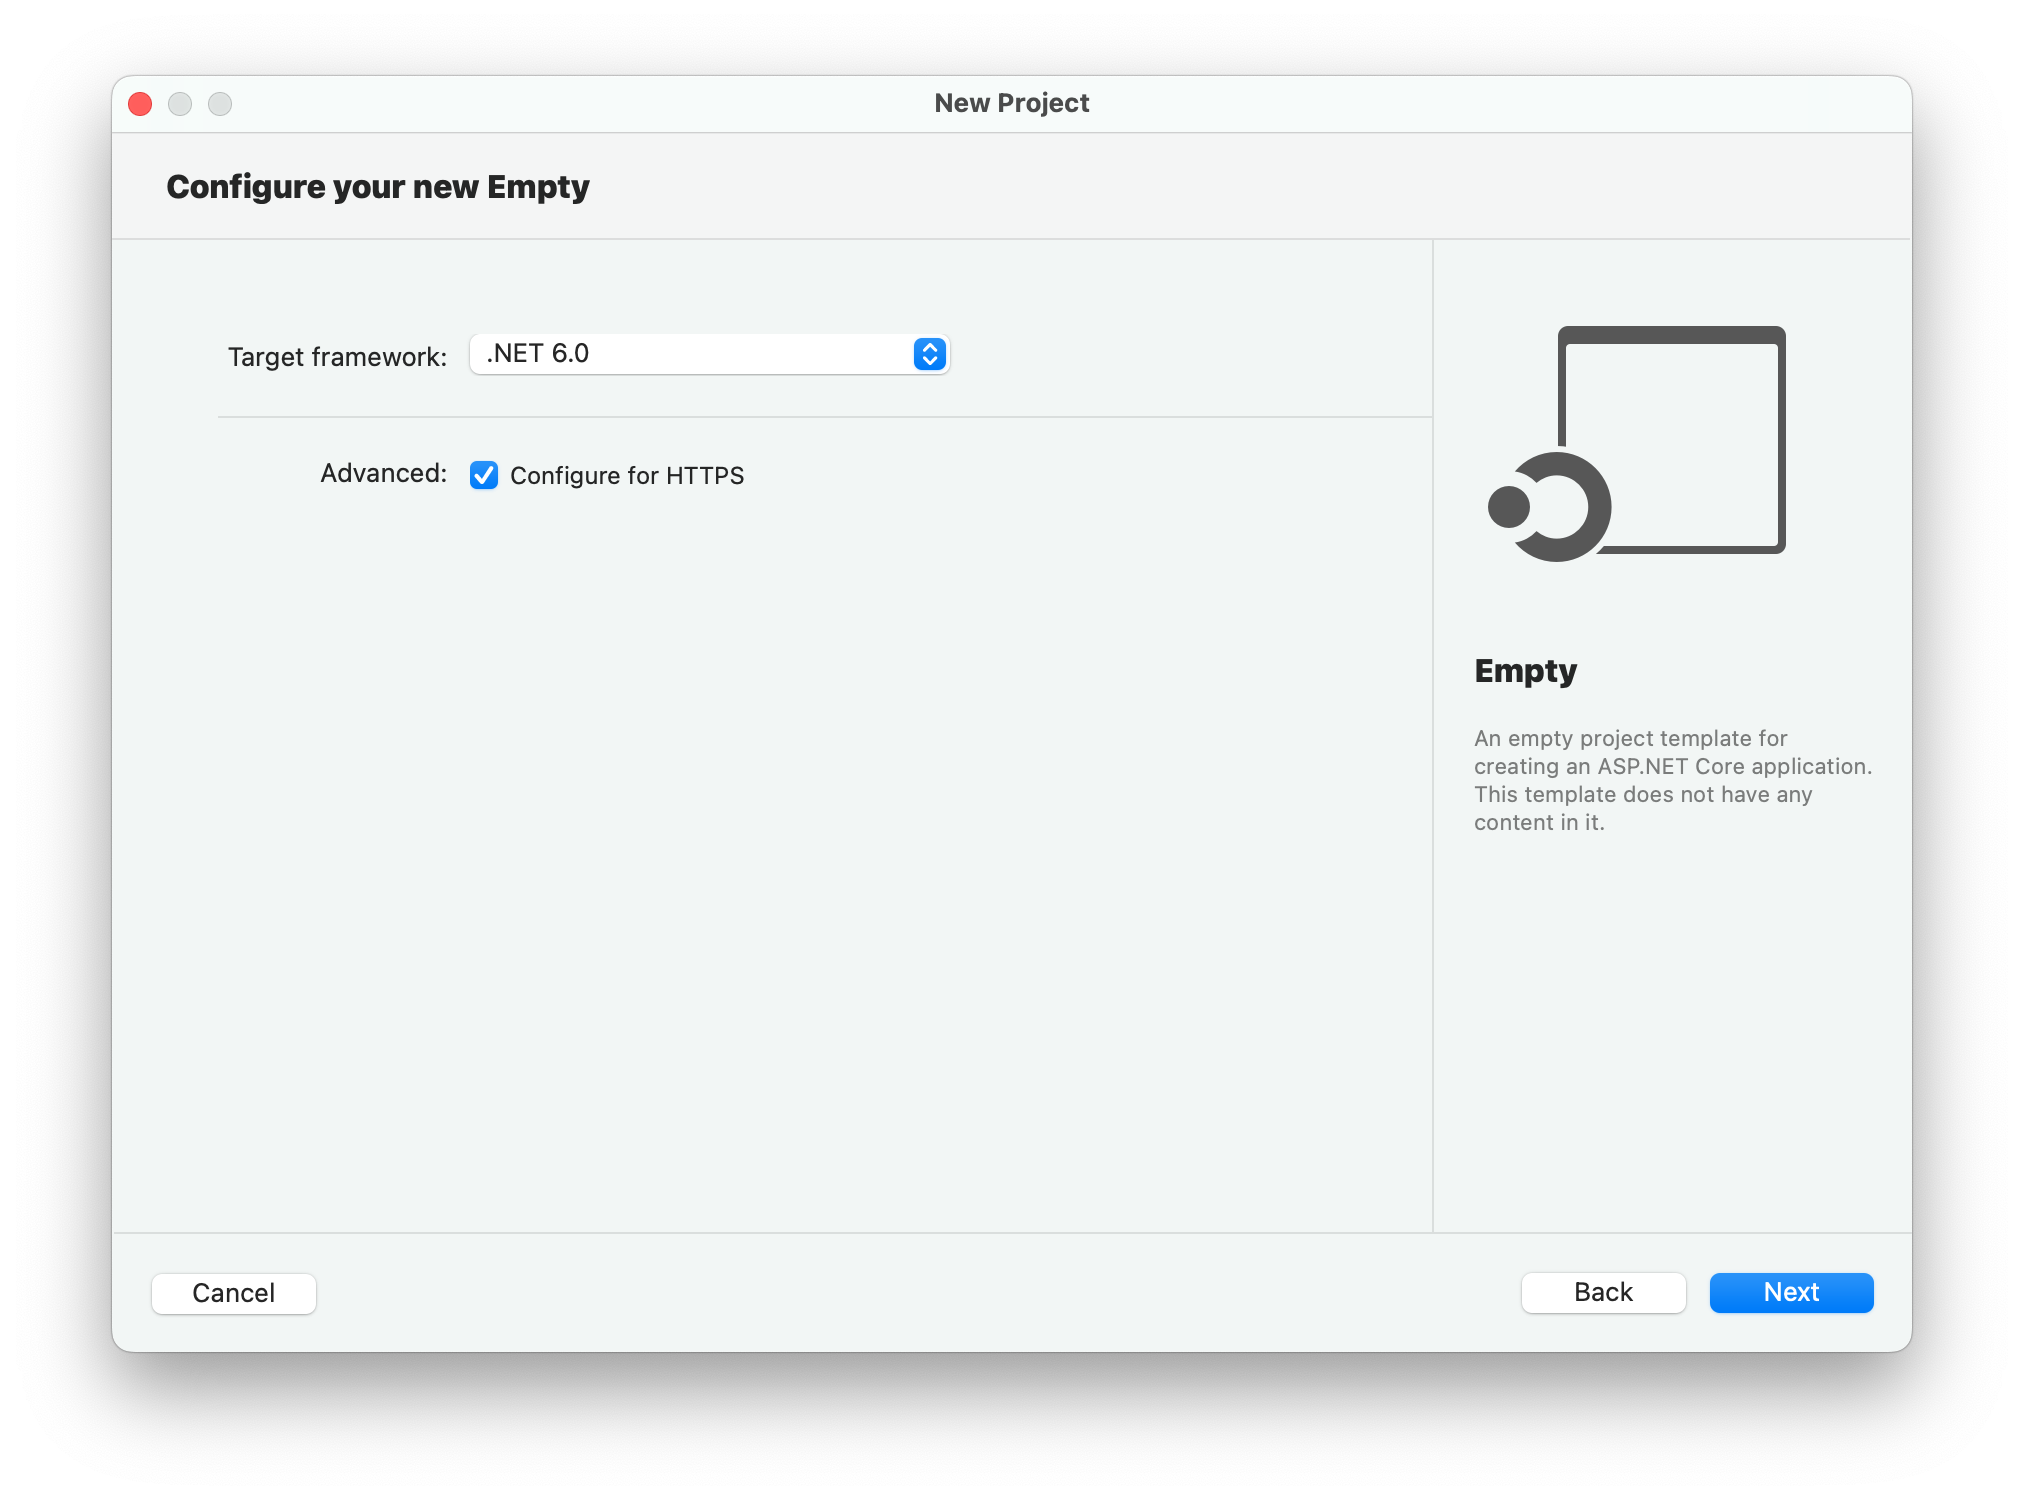 New Project
Configure your new Empty
Target framework: .NET 6.0
Advanced: Configure for HTTPS
Empty
An empty project template for
creating an ASP.NET Core application.
This template does not have any
content in it.
Cancel
Back
Next